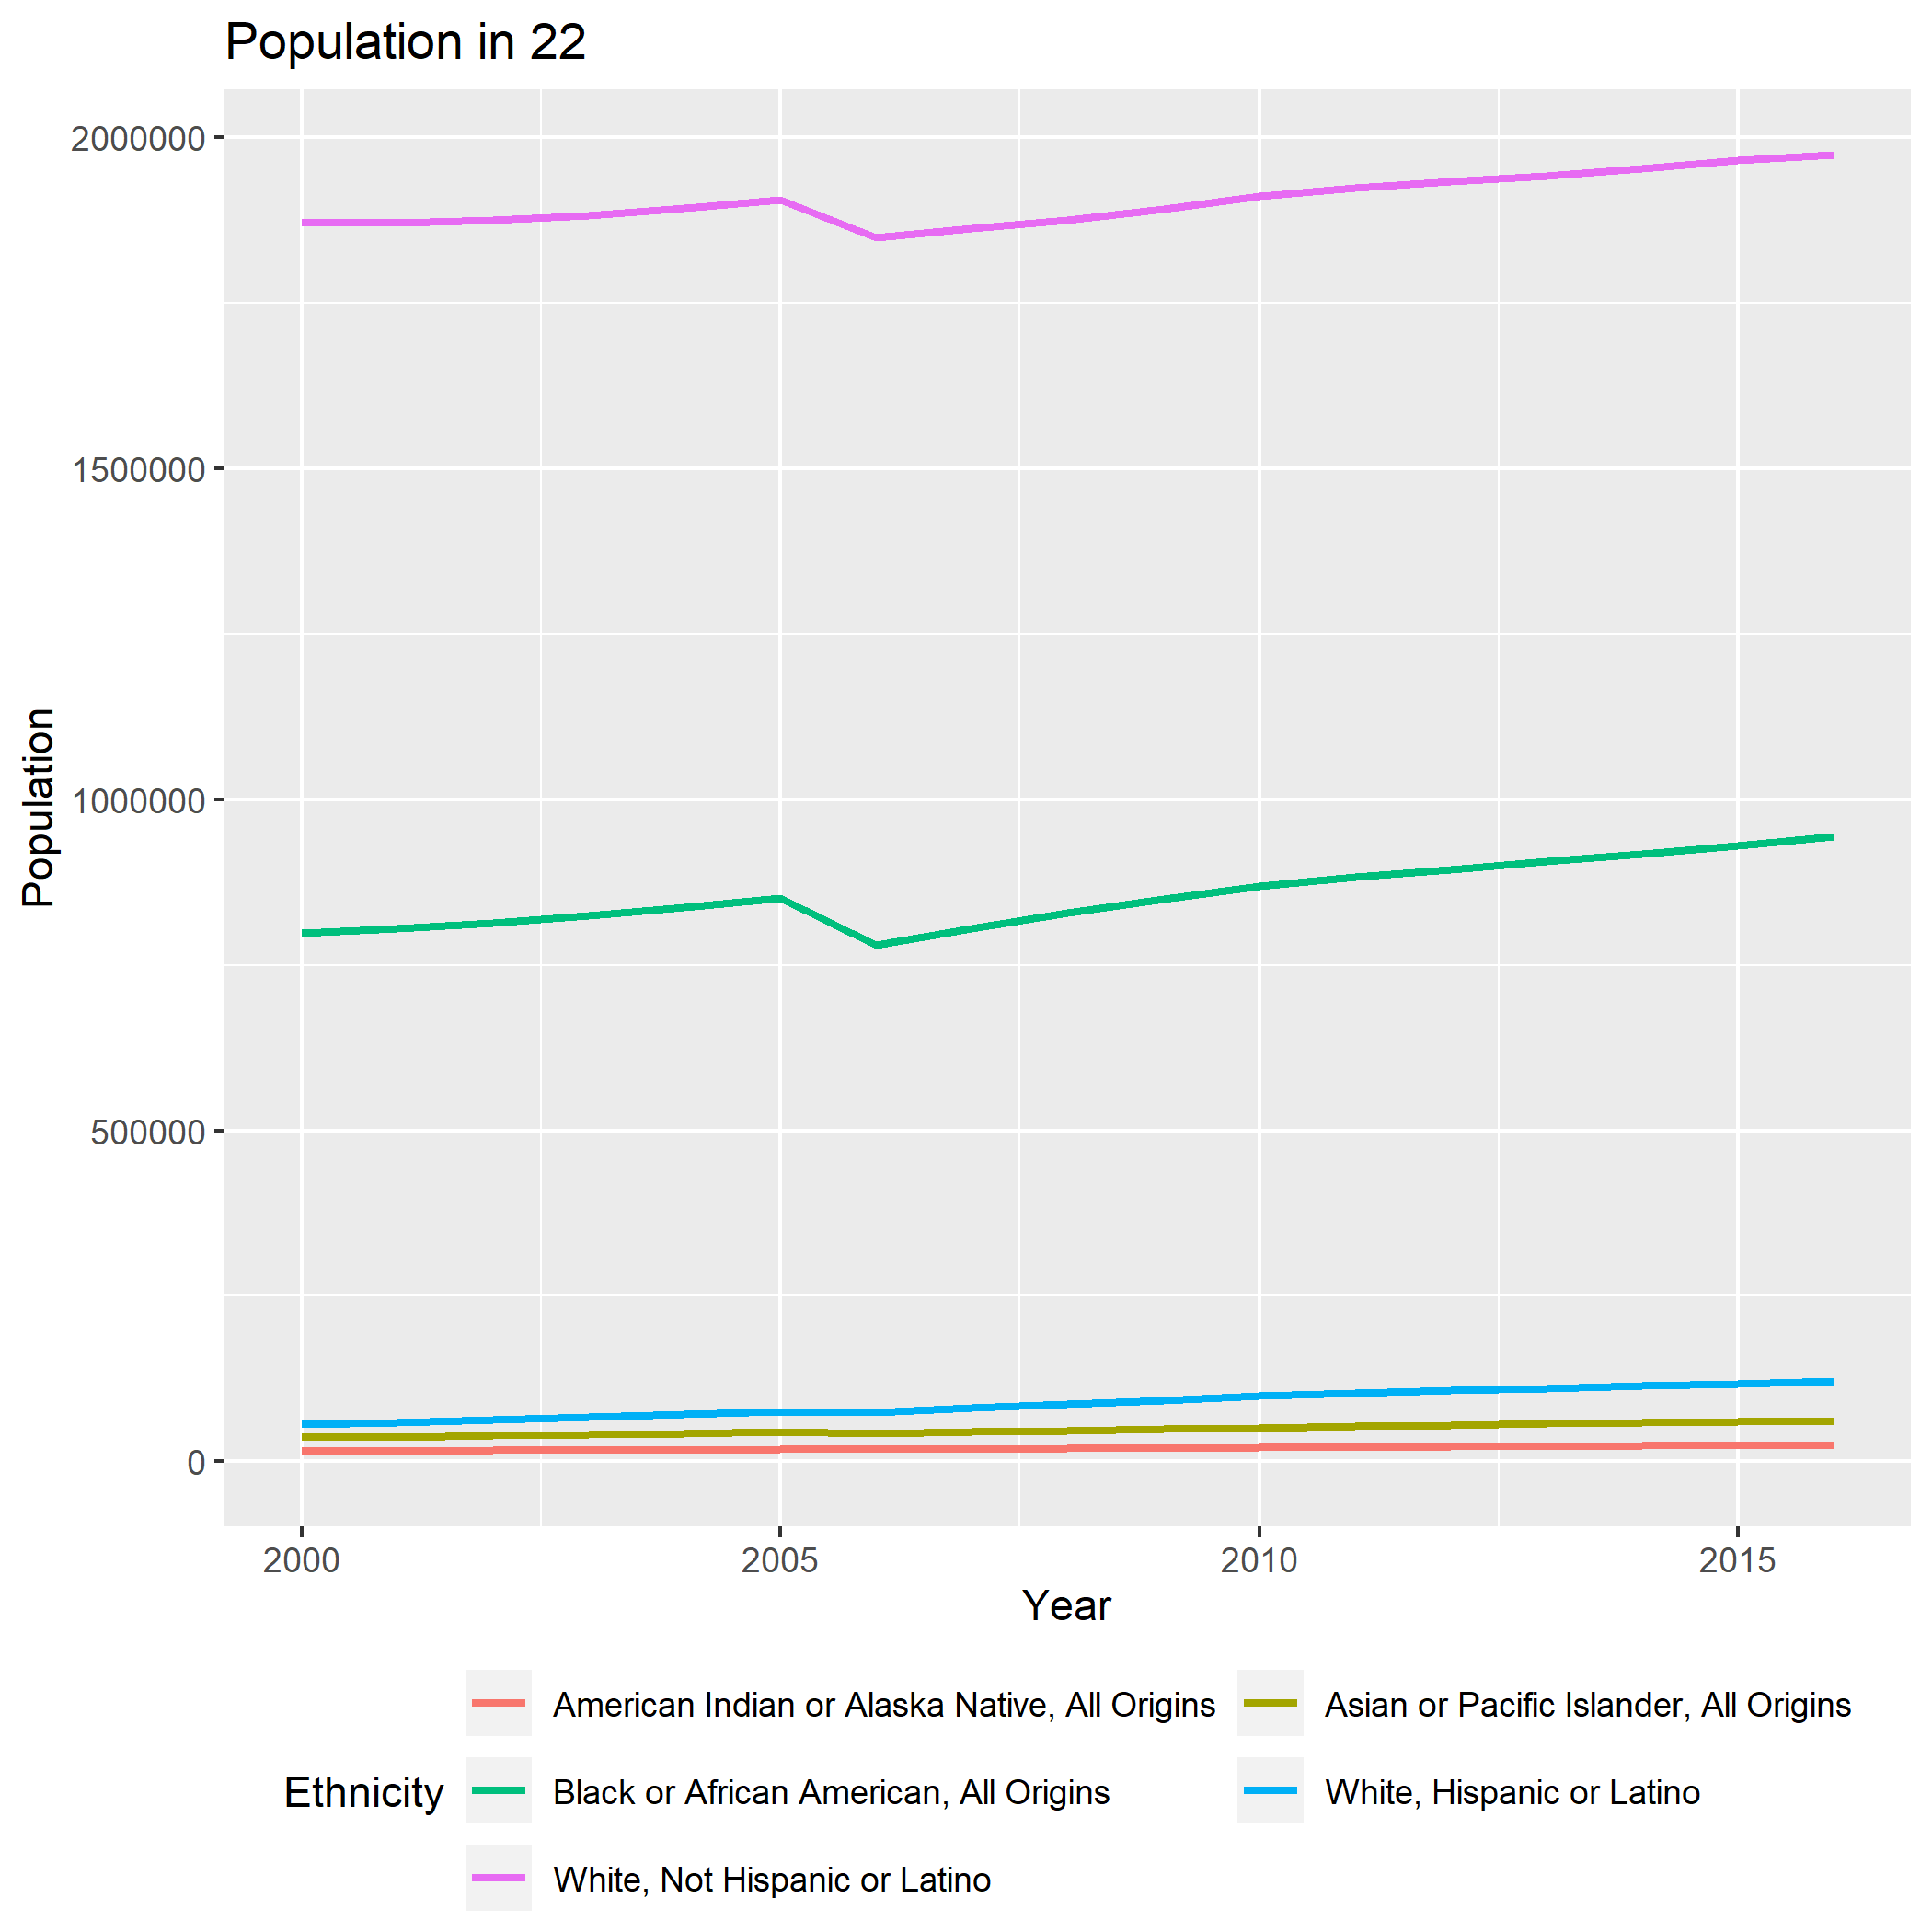 Population in 22
2000000
1500000
1000000
500000
0
Population
2000 2005 2010 2015
Year
Ethnicity
American Indian or Alaska Native, All Origins
Asian or Pacific Islander, All Origins
Black or African American, All Origins
White, Hispanic or Latino
White, Not Hispanic or Latino